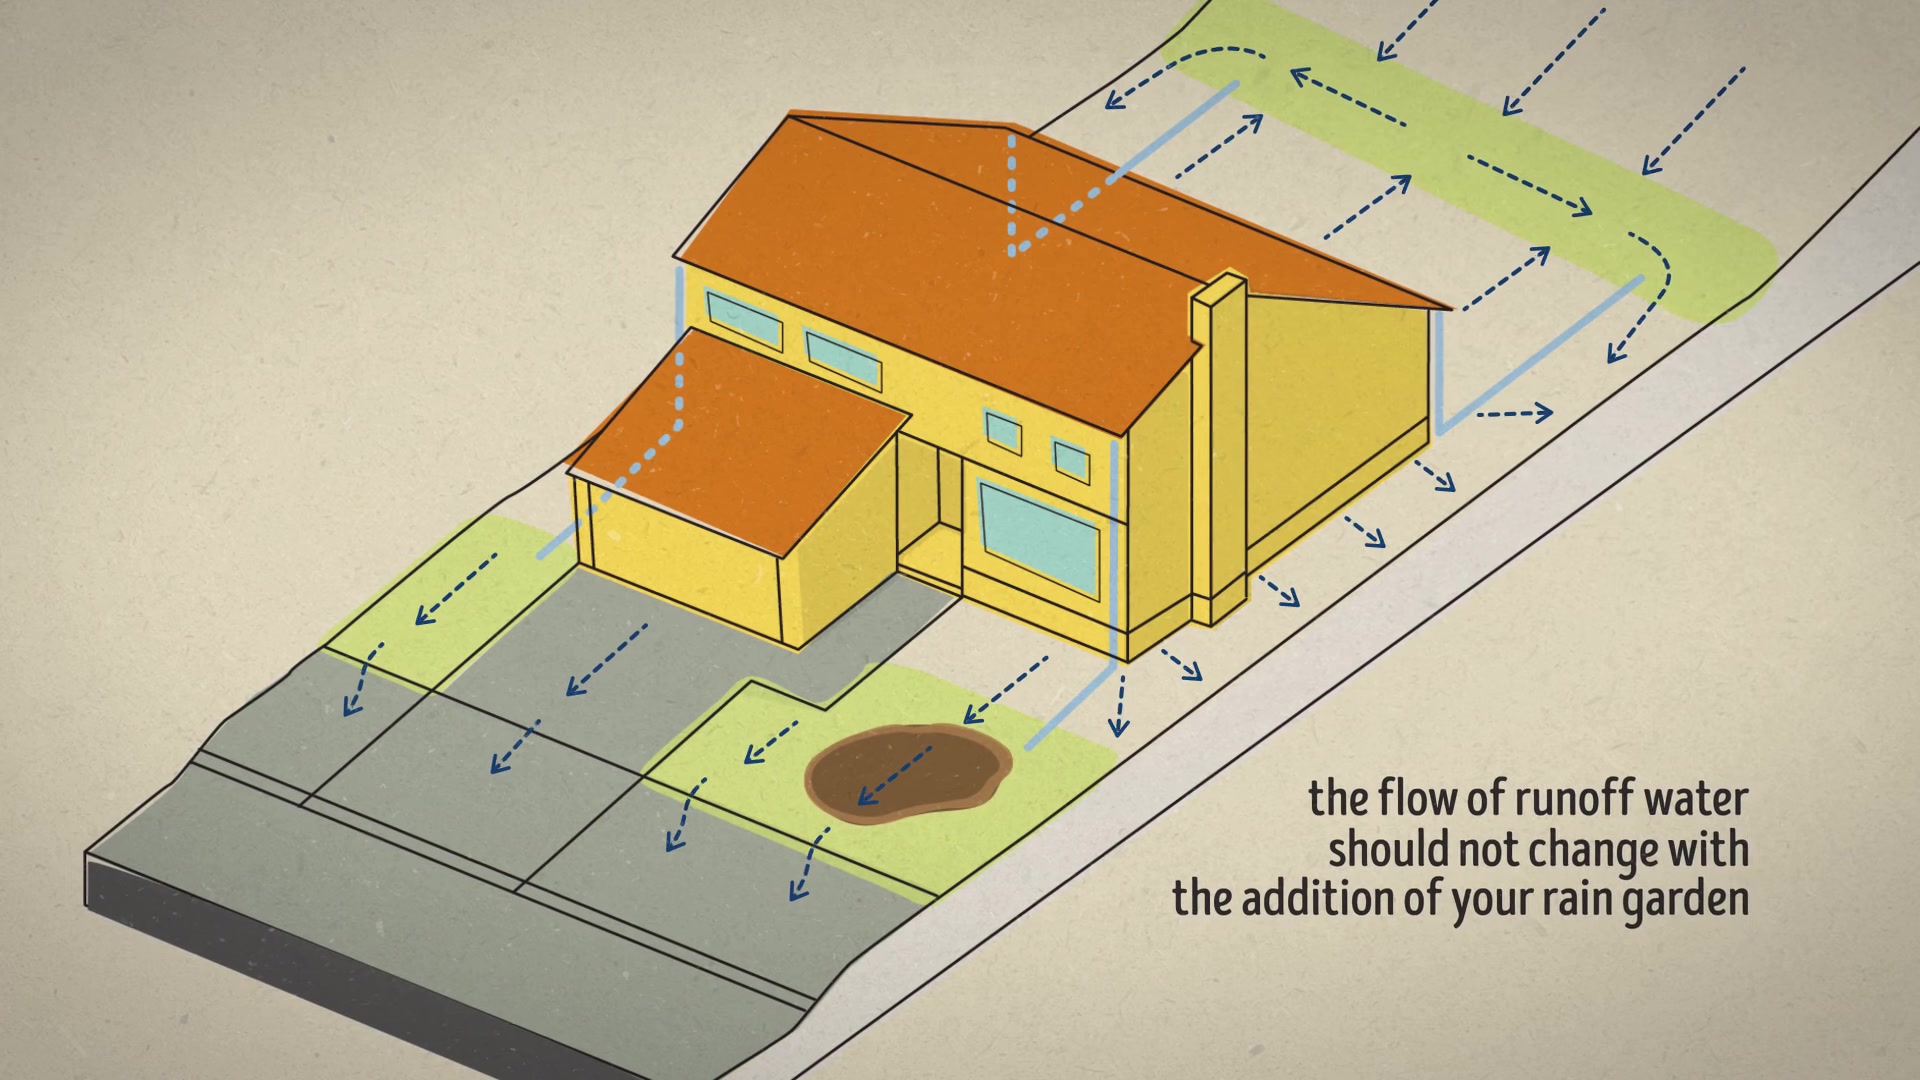 the flow of runoff water
should not change with
the addition of your rain garden